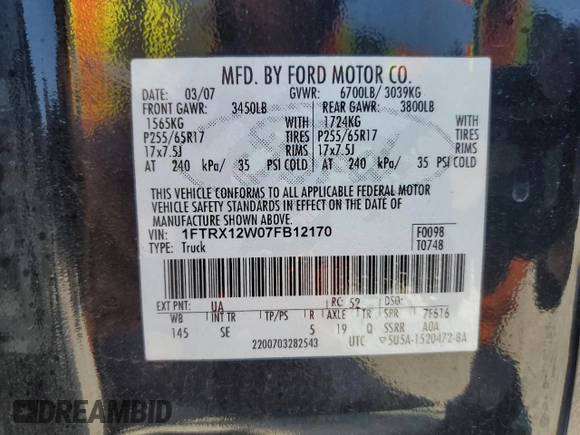 MFD. BY FORD MOTOR CO.
DATE: 03/07 GVWR: 6700LB/ 3039KG
FRONT GAWR: 3450LB REAR GAWR: 3800LB
1565KG 1724KG
P255/65R17 TIRES P255/65R17 TIRES
17x7.5J RIMS 17x7.5J RIMS
AT 240 kPa/ 35 PSI COLD AT 240 kPa/ 35 PSI COLD
THIS VEHICLE CONFORMS TO ALL APPLICABLE FEDERAL MOTOR
VEHICLE SAFETY STANDARDS IN EFFECT ON THE DATE OF
MANUFACTURE SHOWN ABOVE.
VIN: 1FTRX12W07FB12170 F0098
TYPE: Truck T0748
EXT PNT: UA RC: 52 DSO:
WB INT TR TP/PS R AXLE TR SPR 7F616
145 SE 5 19 Q SSRR A0A
2200703282543 UTC 5U5A-1520472-BA
DREAMBID